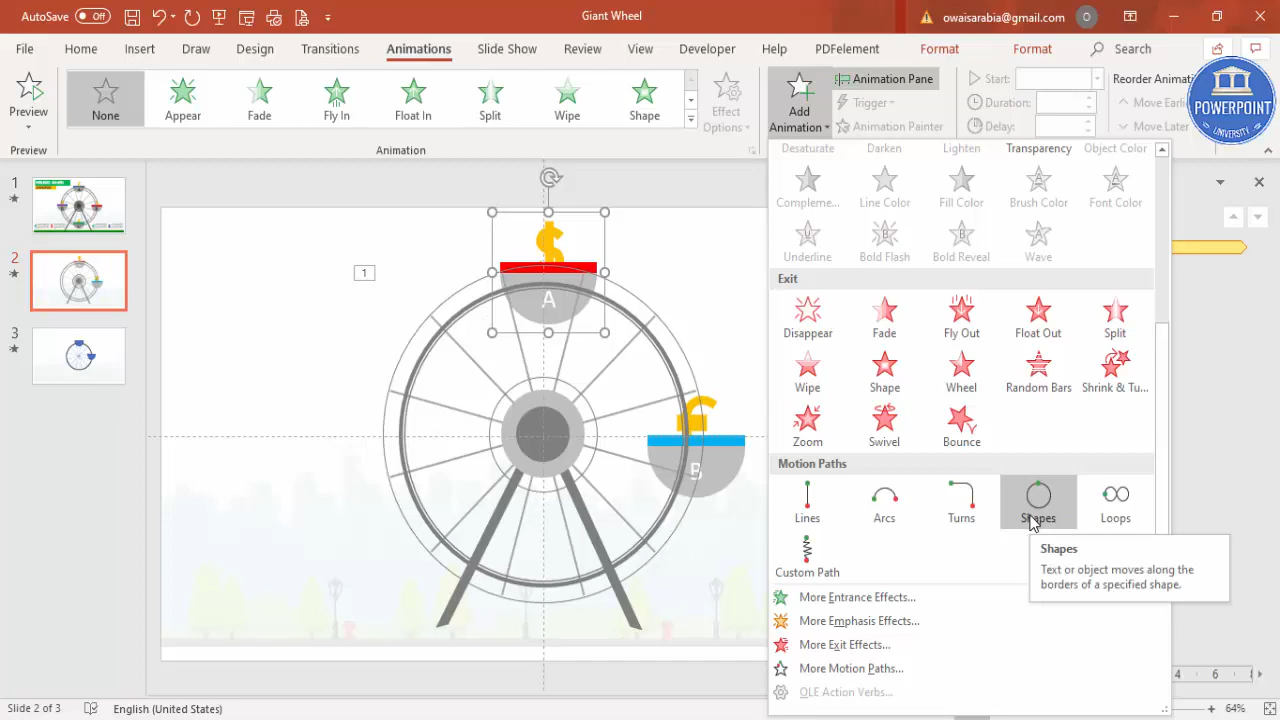 AutoSave Off
Giant Wheel
owaisarabia@gmail.com O
File Home Insert Draw Design Transitions Animations Slide Show Review View Developer Help PDFelement Format Format Search
Preview
Preview
None Appear Fade Fly In Float In Split Wipe Shape
Animation
Effect
Options
Add
Animation
Animation Pane
Trigger
Animation Painter
Start:
Duration:
Delay:
Reorder Animati
Move Earlie
Move Later
POWERPOINT
UNIVERSITY
1
2
3
1
$
A
£
B
Desaturate Darken Lighten Transparency Object Color
Compleme... Line Color Fill Color Brush Color Font Color
Underline Bold Flash Bold Reveal Wave
Exit
Disappear Fade Fly Out Float Out Split
Wipe Shape Wheel Random Bars Shrink & Tu...
Zoom Swivel Bounce
Motion Paths
Lines Arcs Turns Shapes Loops
Custom Path
Shapes
Text or object moves along the
borders of a specified shape.
More Entrance Effects...
More Emphasis Effects...
More Exit Effects...
More Motion Paths...
OLE Action Verbs...
4 6
Slide 2 of 3 English (United States) 64%